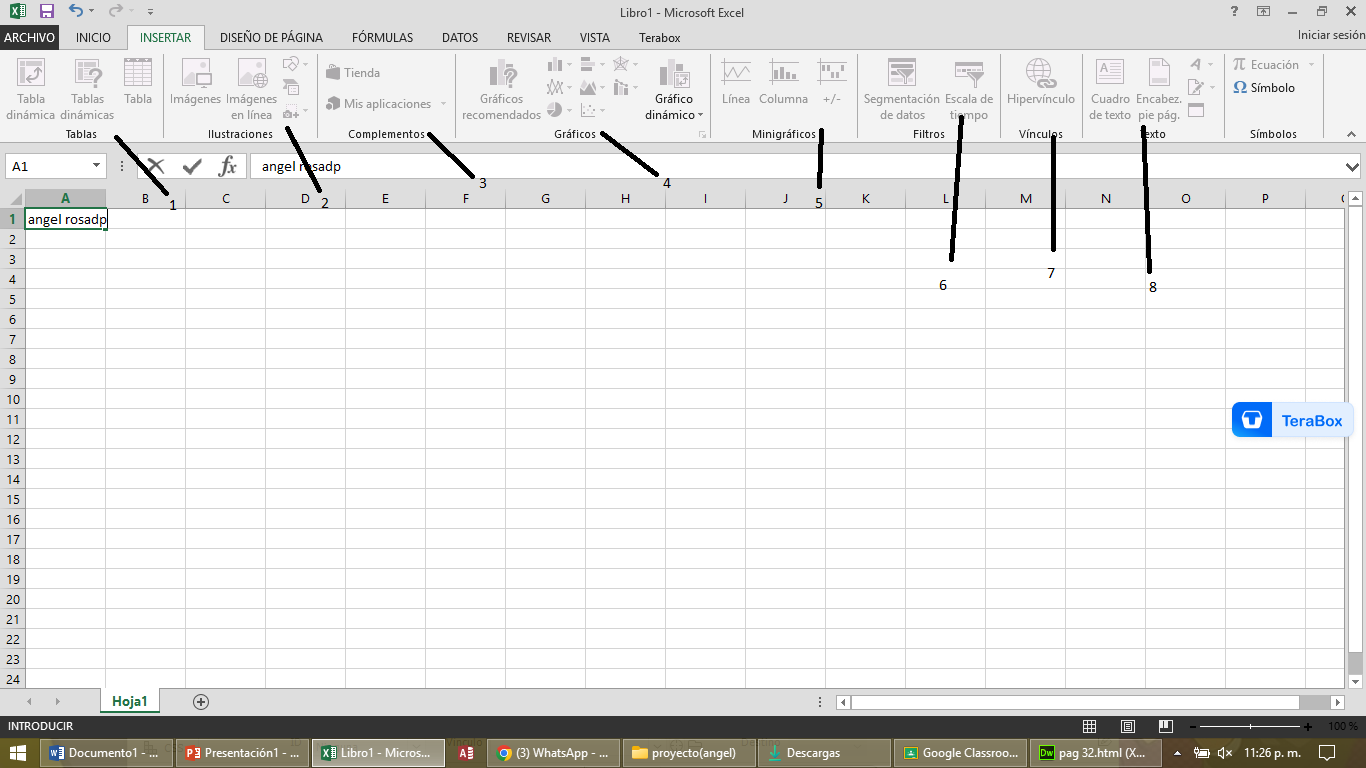 Libro1 - Microsoft Excel
?
ARCHIVO INICIO INSERTAR DISEÑO DE PÁGINA FÓRMULAS DATOS REVISAR VISTA Terabox Iniciar sesión
Tabla dinámica
Tablas dinámicas
Tabla
Tablas
Imágenes
Imágenes en línea
Ilustraciones
Tienda
Mis aplicaciones
Complementos
Gráficos recomendados
Gráfico dinámico
Gráficos
Línea
Columna
+/-
Minigráficos
Segmentación de datos
Escala de tiempo
Filtros
Hipervínculo
Vínculos
Cuadro de texto
Encabez. pie pág.
Texto
Ecuación
Símbolo
Símbolos
A1 fx angel rosadp
1 2 3 4 5 6 7 8
A B C D E F G H I J K L M N O P
1 angel rosadp
2
3
4
5
6
7
8
9
10
11
12
13
14
15
16
17
18
19
20
21
22
23
24
TeraBox
Hoja1
INTRODUCIR 100 %
Documento1 - ... Presentación1 - ... Libro1 - Micros... (3) WhatsApp - ... proyecto(angel) Descargas Google Classroo... pag 32.html (X... 11:26 p. m.